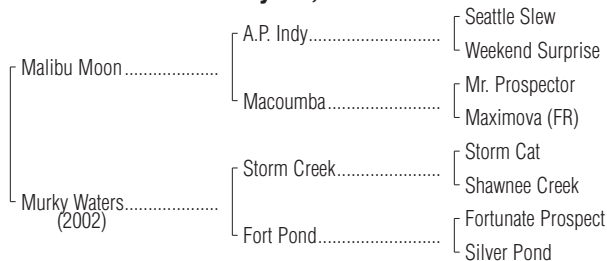 Seattle Slew
A.P. Indy
Weekend Surprise
Malibu Moon
Mr. Prospector
Macoumba
Maximova (FR)
Storm Cat
Storm Creek
Shawnee Creek
Murky Waters
(2002)
Fortunate Prospect
Fort Pond
Silver Pond